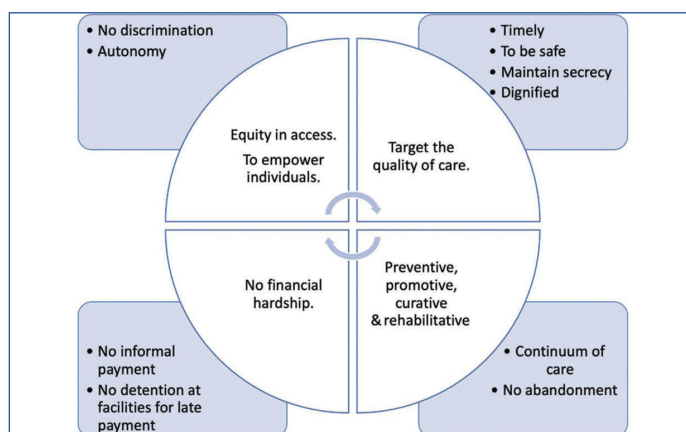 • No discrimination
• Autonomy
• Timely
• To be safe
• Maintain secrecy
• Dignified
Equity in access.
To empower
individuals.
Target the
quality of care.
No financial
hardship.
Preventive,
promotive,
curative
& rehabilitative
• No informal
payment
• No detention at
facilities for late
payment
• Continuum of
care
• No abandonment